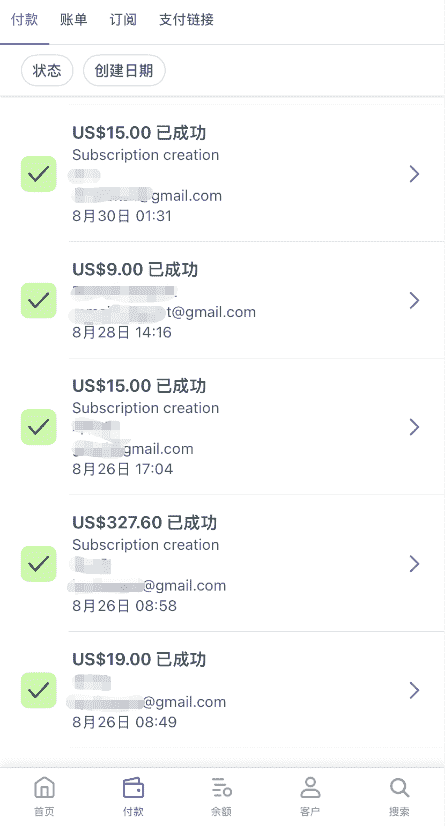 付款 账单 订阅 支付链接
状态 创建日期
US$15.00 已成功
Subscription creation
@gmail.com
8月30日 01:31
US$9.00 已成功
t@gmail.com
8月28日 14:16
US$15.00 已成功
Subscription creation
gmail.com
8月26日 17:04
US$327.60 已成功
Subscription creation
@gmail.com
8月26日 08:58
US$19.00 已成功
@gmail.com
8月26日 08:49
首页 付款 余额 客户 搜索